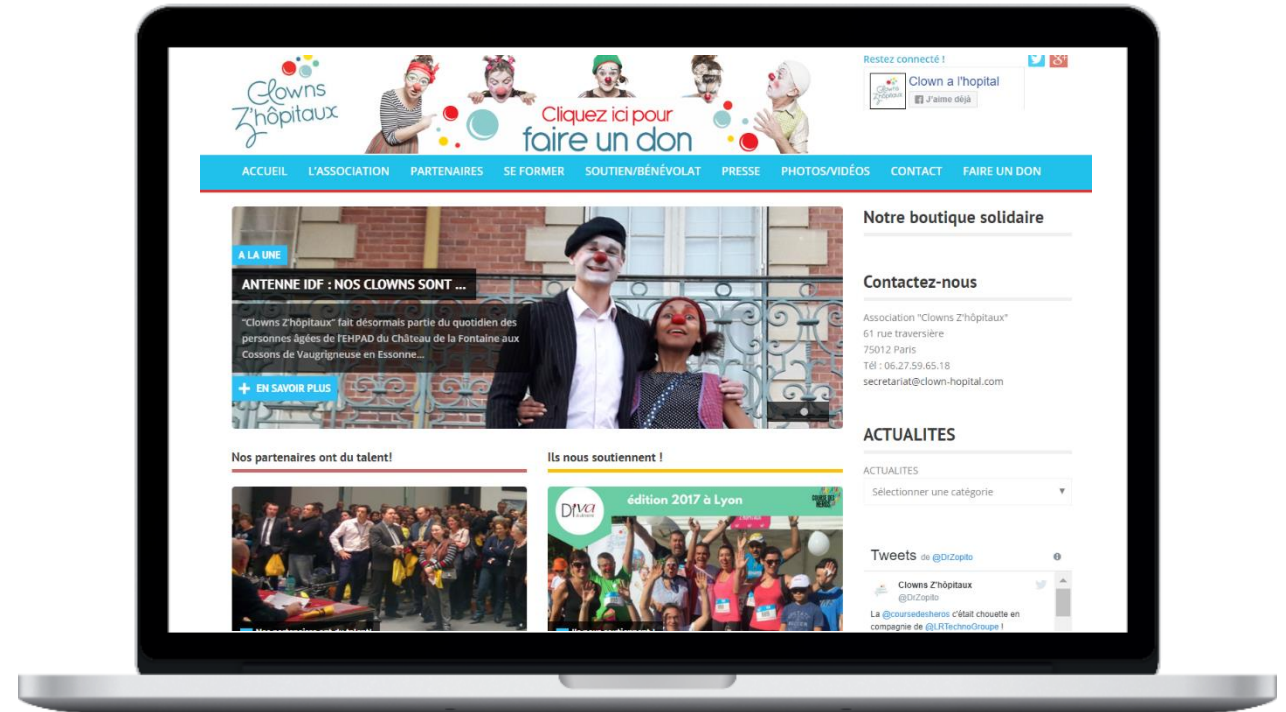 Clowns
Z'hôpitaux
Cliquez ici pour
faire un don
Restez connecté !
Clown a l'hopital
J'aime déjà
ACCUEIL L'ASSOCIATION PARTENAIRES SE FORMER SOUTIEN/BÉNÉVOLAT PRESSE PHOTOS/VIDÉOS CONTACT FAIRE UN DON
A LA UNE
ANTENNE IDF : NOS CLOWNS SONT ...
"Clowns Z'hôpitaux" fait désormais partie du quotidien des
personnes âgées de l'EHPAD du Château de la Fontaine aux
Cossons de Vaugrigneuse en Essonne...
+ EN SAVOIR PLUS
Notre boutique solidaire
Contactez-nous
Association "Clowns Z'hôpitaux"
61 rue traversière
75012 Paris
Tél : 06.27.59.65.18
secretariat@clown-hopital.com
ACTUALITES
ACTUALITES
Sélectionner une catégorie
Tweets de @DrZopito
Clowns Z'hôpitaux
@DrZopito
La @coursedesheros c'était chouette en
compagnie de @LRTechnoGroupe !
Nos partenaires ont du talent!
Ils nous soutiennent !
Diva
édition 2017 à Lyon
COURSE DES
HEROS